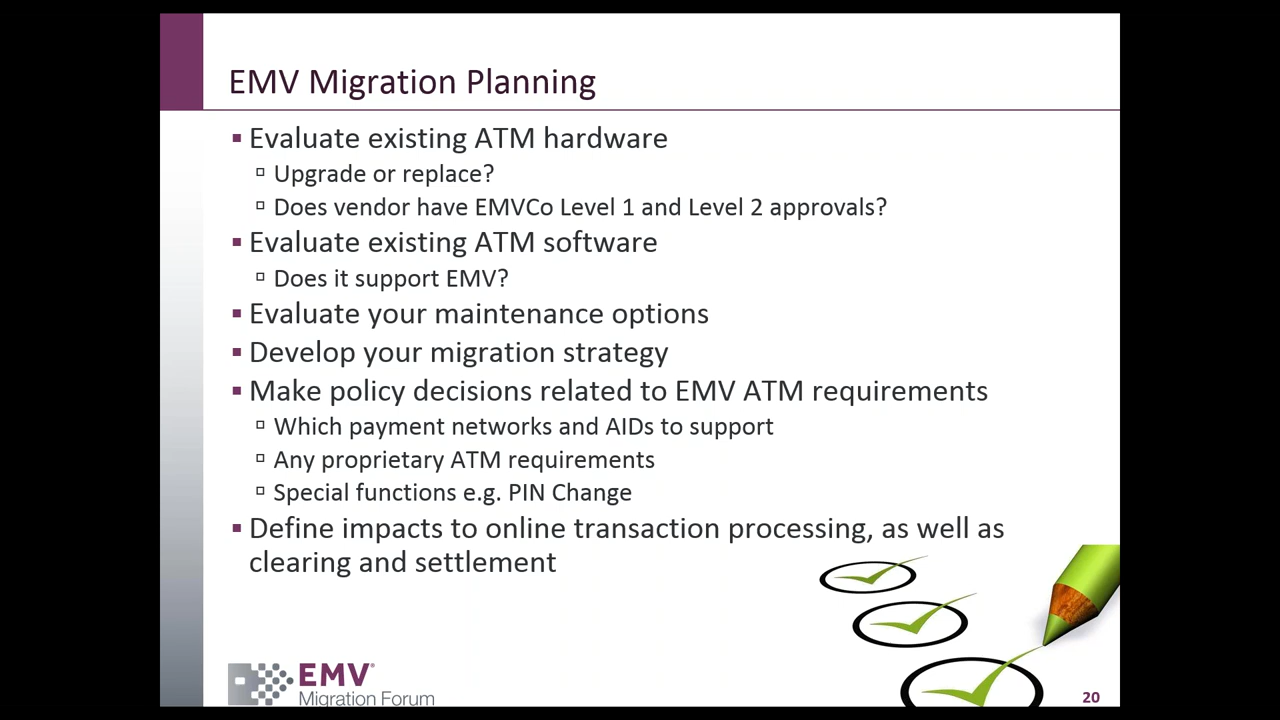 EMV Migration Planning
Evaluate existing ATM hardware
Upgrade or replace?
Does vendor have EMVCo Level 1 and Level 2 approvals?
Evaluate existing ATM software
Does it support EMV?
Evaluate your maintenance options
Develop your migration strategy
Make policy decisions related to EMV ATM requirements
Which payment networks and AIDs to support
Any proprietary ATM requirements
Special functions e.g. PIN Change
Define impacts to online transaction processing, as well as
clearing and settlement
EMV®
Migration Forum
20